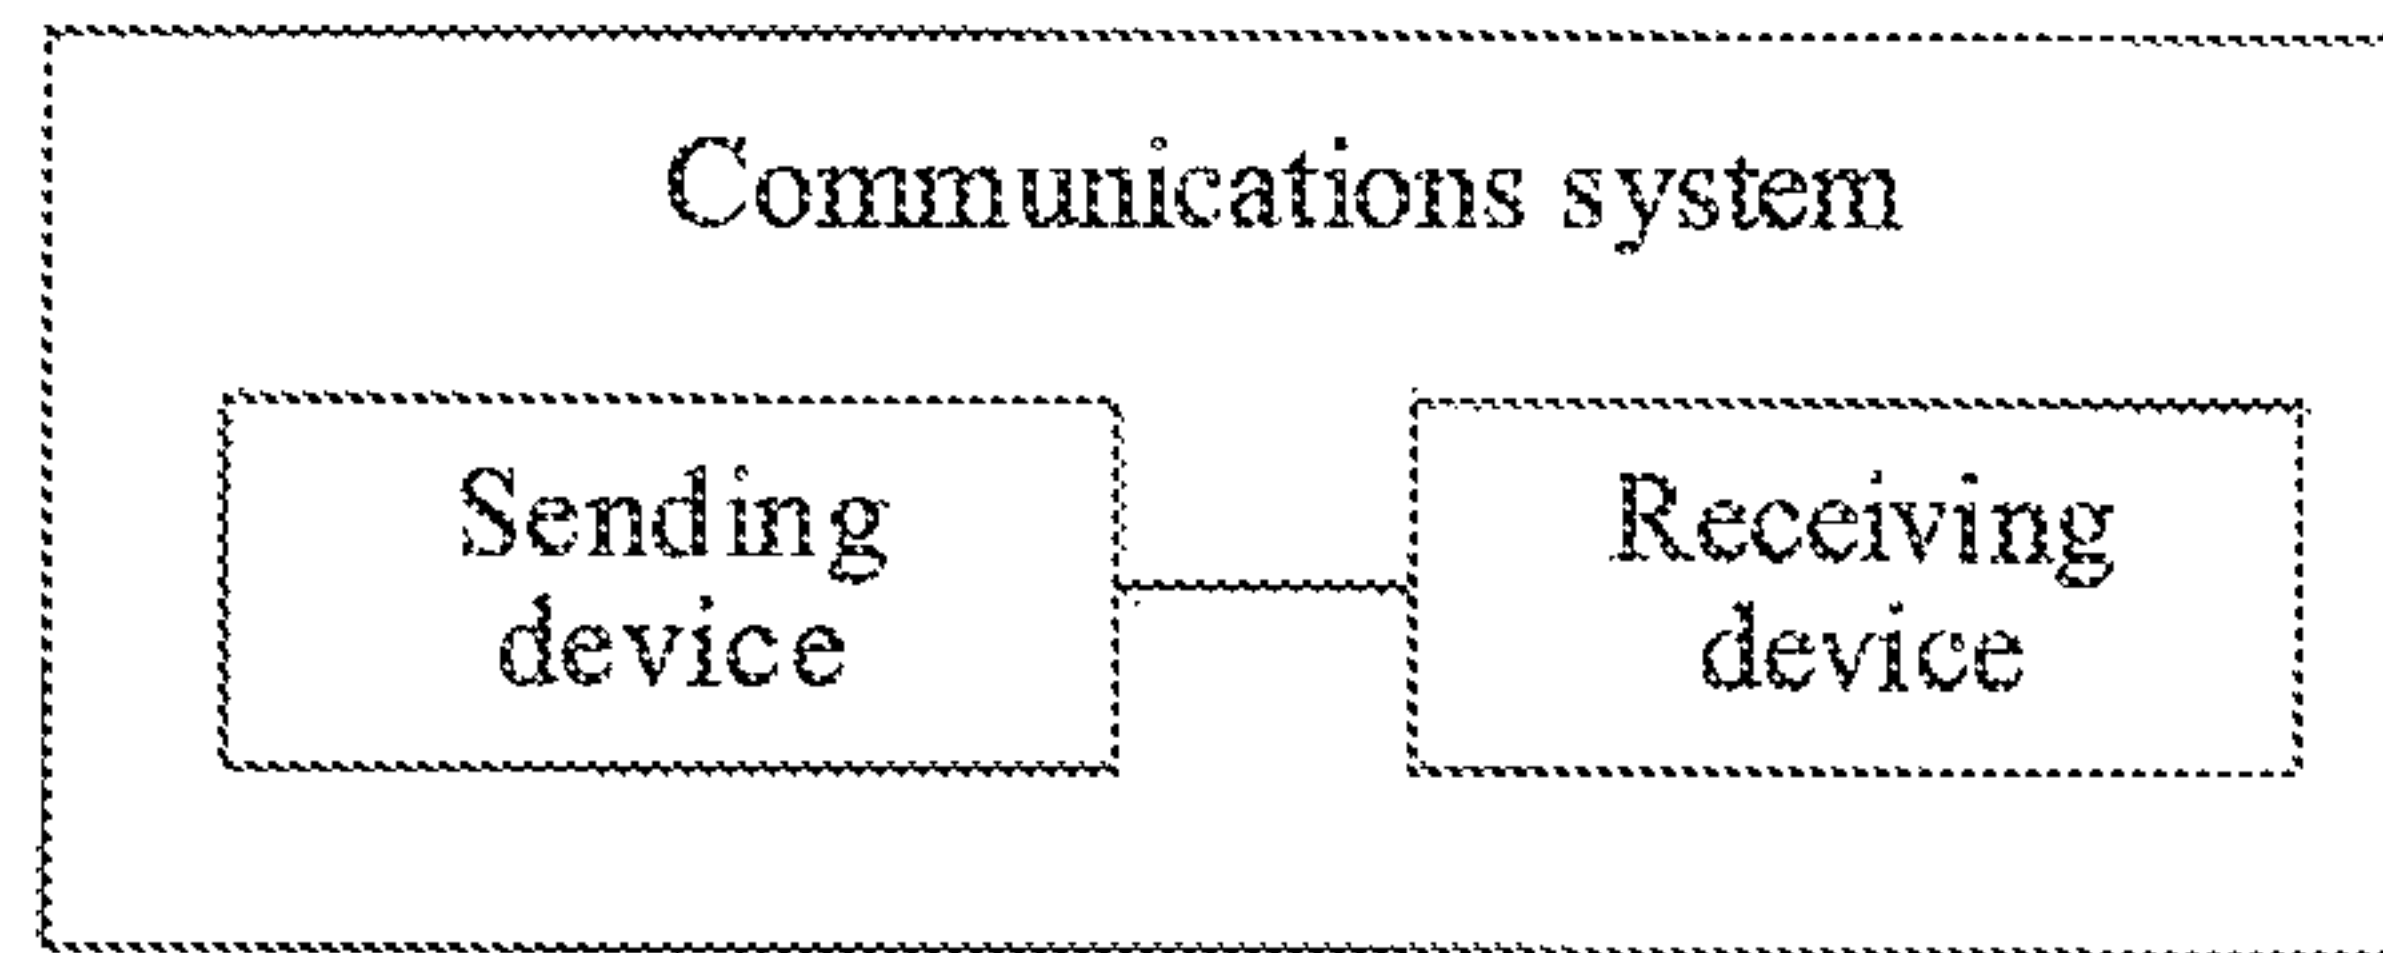 Communications system
Sending
device
Receiving
device